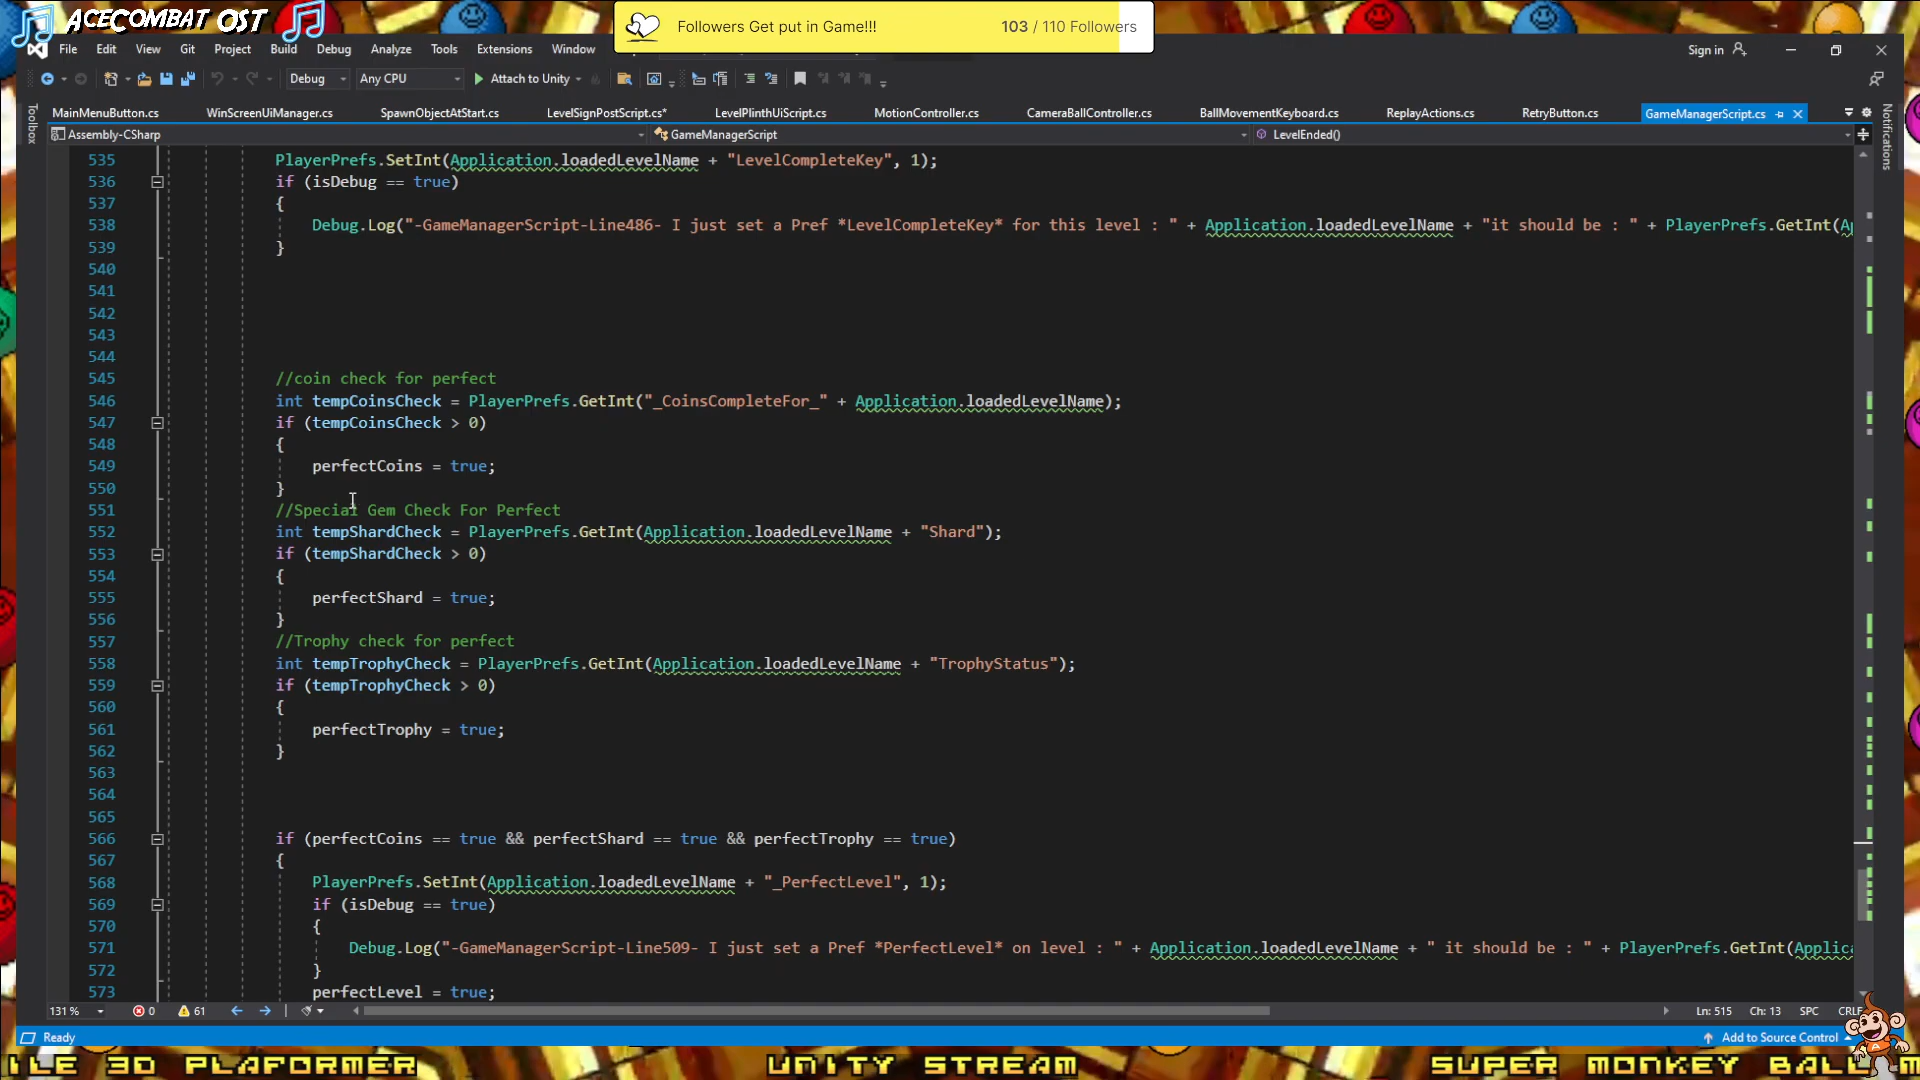 ACECOMBAT OST
Followers Get put in Game!!! 103 / 110 Followers
File Edit View Git Project Build Debug Analyze Tools Extensions Window
Sign in
Debug Any CPU Attach to Unity
MainMenuButton.cs WinScreenUiManager.cs SpawnObjectAtStart.cs LevelSignPostScript.cs* LevelPlinthUiScript.cs MotionController.cs CameraBallController.cs BallMovementKeyboard.cs ReplayActions.cs RetryButton.cs GameManagerScript.cs
Toolbox
Notifications
Assembly-CSharp GameManagerScript LevelEnded()
535 PlayerPrefs.SetInt(Application.loadedLevelName + "LevelCompleteKey", 1);
536 if (isDebug == true)
537 {
538 Debug.Log("-GameManagerScript-Line486- I just set a Pref *LevelCompleteKey* for this level : " + Application.loadedLevelName + "it should be : " + PlayerPrefs.GetInt(Ap
539 }
540
541
542
543
544
545 //coin check for perfect
546 int tempCoinsCheck = PlayerPrefs.GetInt("_CoinsCompleteFor_" + Application.loadedLevelName);
547 if (tempCoinsCheck > 0)
548 {
549 perfectCoins = true;
550 }
551 //Special Gem Check For Perfect
552 int tempShardCheck = PlayerPrefs.GetInt(Application.loadedLevelName + "Shard");
553 if (tempShardCheck > 0)
554 {
555 perfectShard = true;
556 }
557 //Trophy check for perfect
558 int tempTrophyCheck = PlayerPrefs.GetInt(Application.loadedLevelName + "TrophyStatus");
559 if (tempTrophyCheck > 0)
560 {
561 perfectTrophy = true;
562 }
563
564
565
566 if (perfectCoins == true && perfectShard == true && perfectTrophy == true)
567 {
568 PlayerPrefs.SetInt(Application.loadedLevelName + "_PerfectLevel", 1);
569 if (isDebug == true)
570 {
571 Debug.Log("-GameManagerScript-Line509- I just set a Pref *PerfectLevel* on level : " + Application.loadedLevelName + " it should be : " + PlayerPrefs.GetInt(Applica
572 }
573 perfectLevel = true;
131 % 0 61 Ln: 515 Ch: 13 SPC CRLF
Ready Add to Source Control
ILE 3D PLAFORMER UNITY STREAM SUPER MONKEY BALL M